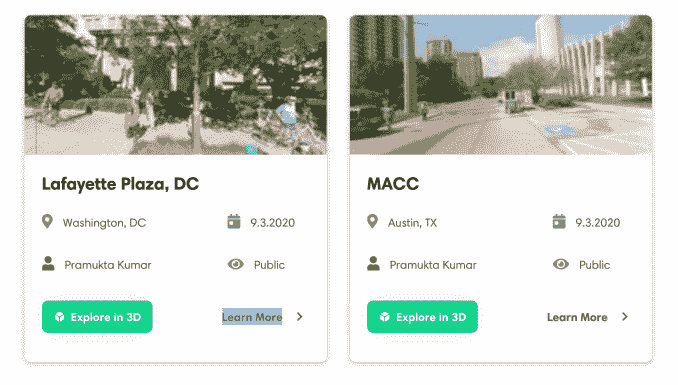 Lafayette Plaza, DC
Washington, DC
9.3.2020
Pramukta Kumar
Public
Explore in 3D
Learn More
MACC
Austin, TX
9.3.2020
Pramukta Kumar
Public
Explore in 3D
Learn More